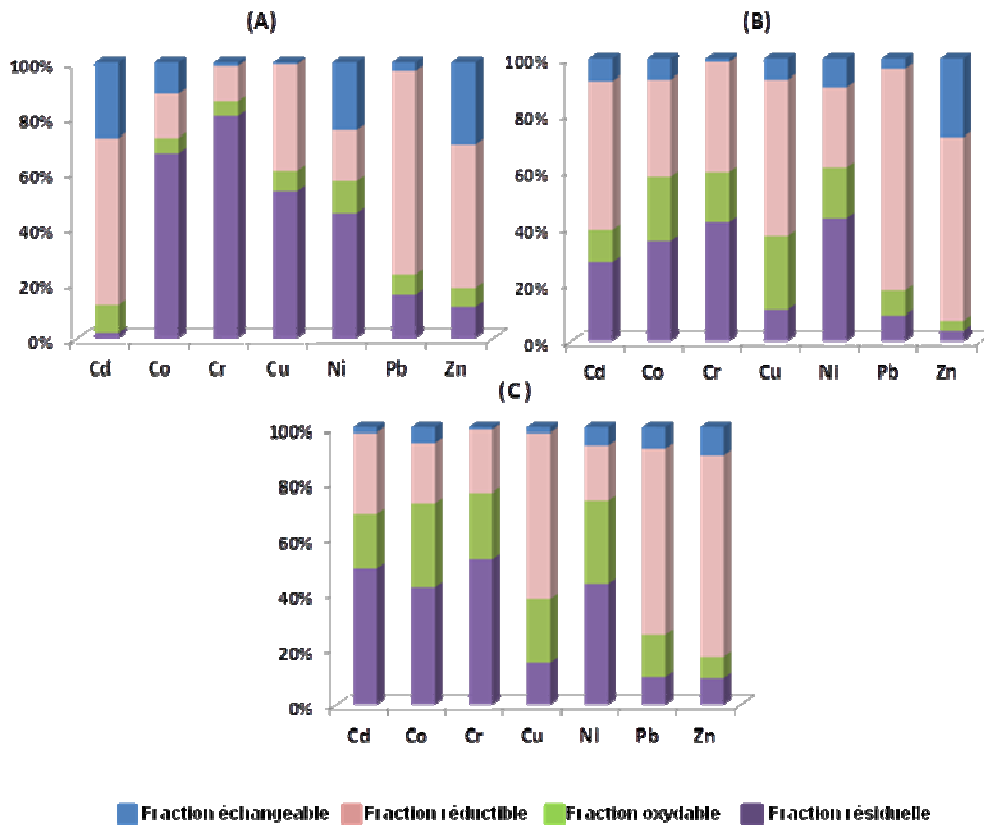 (A)
100%
80%
60%
40%
20%
0%
Cd Co Cr Cu Ni Pb Zn
(B)
100%
80%
60%
40%
20%
0%
Cd Co Cr Cu Ni Pb Zn
(C)
100%
80%
60%
40%
20%
0%
Cd Co Cr Cu Ni Pb Zn
Fraction échangeable Fraction réductible Fraction oxydable Fraction résiduelle